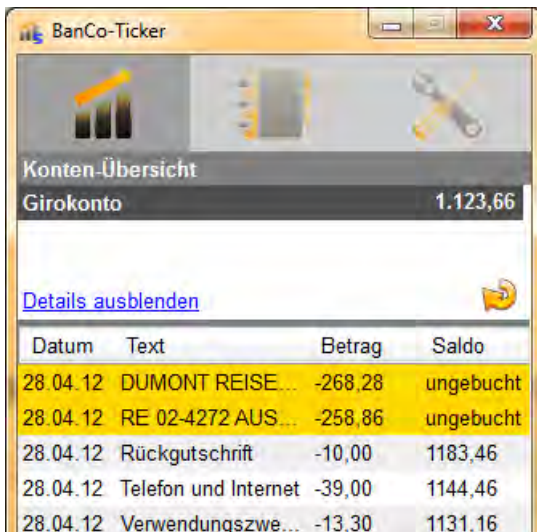 BanCo-Ticker
Konten-Übersicht
Girokonto 1.123,66
Details ausblenden
Datum Text Betrag Saldo
28.04.12 DUMONT REISE... -268,28 ungebucht
28.04.12 RE 02-4272 AUS... -258,86 ungebucht
28.04.12 Rückgutschrift -10,00 1183,46
28.04.12 Telefon und Internet -39,00 1144,46
28.04.12 Verwendungszwe... -13,30 1131,16